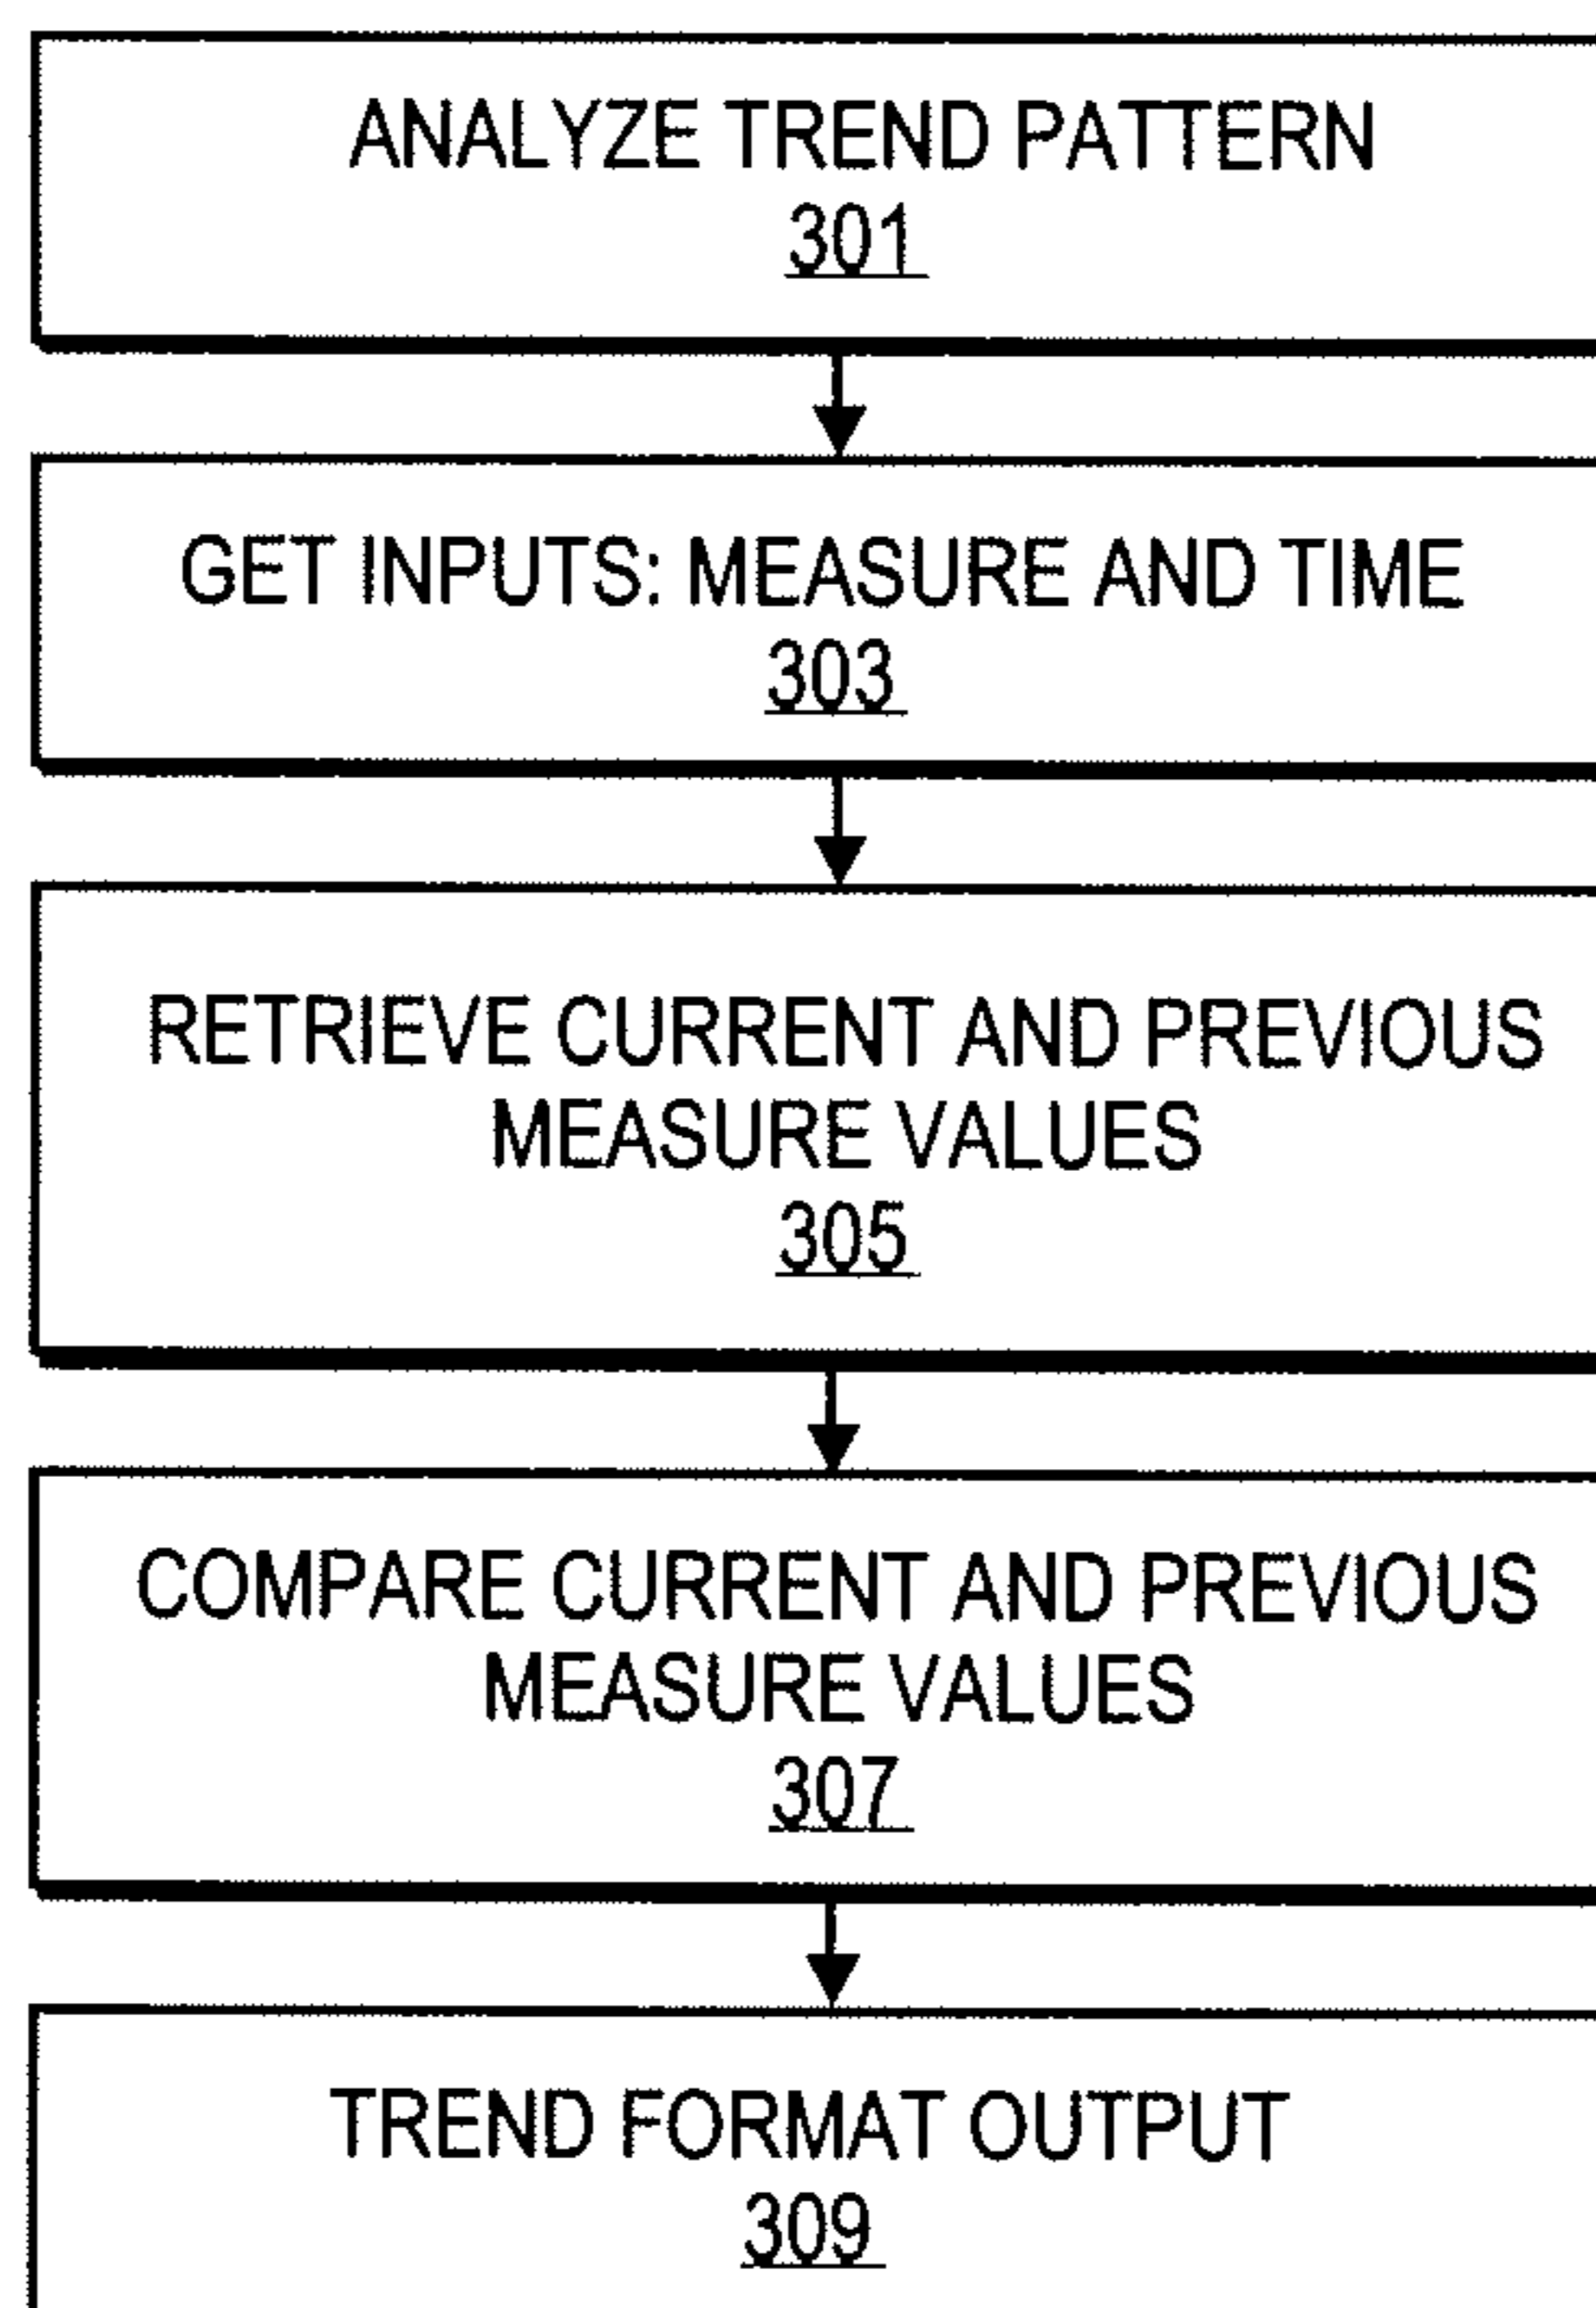 ANALYZE TREND PATTERN
301
GET INPUTS: MEASURE AND TIME
303
RETRIEVE CURRENT AND PREVIOUS
MEASURE VALUES
305
COMPARE CURRENT AND PREVIOUS
MEASURE VALUES
307
TREND FORMAT OUTPUT
309